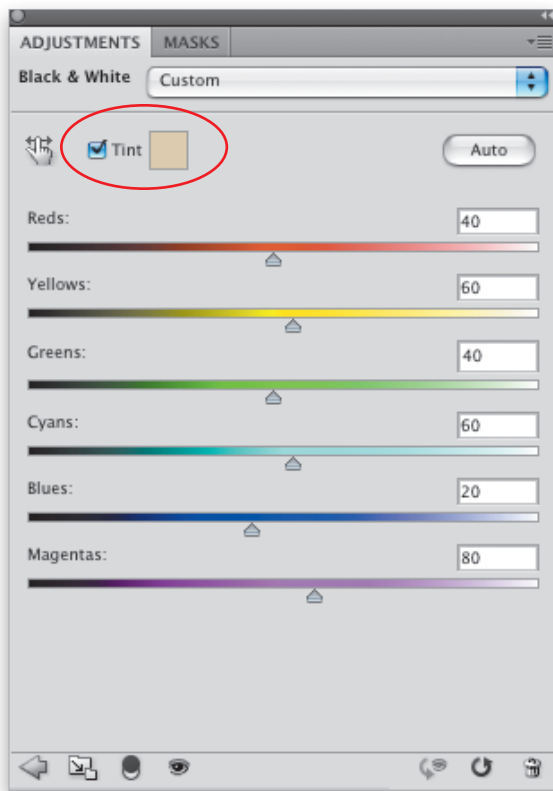 ADJUSTMENTS MASKS
Black & White Custom
Tint Auto
Reds: 40
Yellows: 60
Greens: 40
Cyans: 60
Blues: 20
Magentas: 80